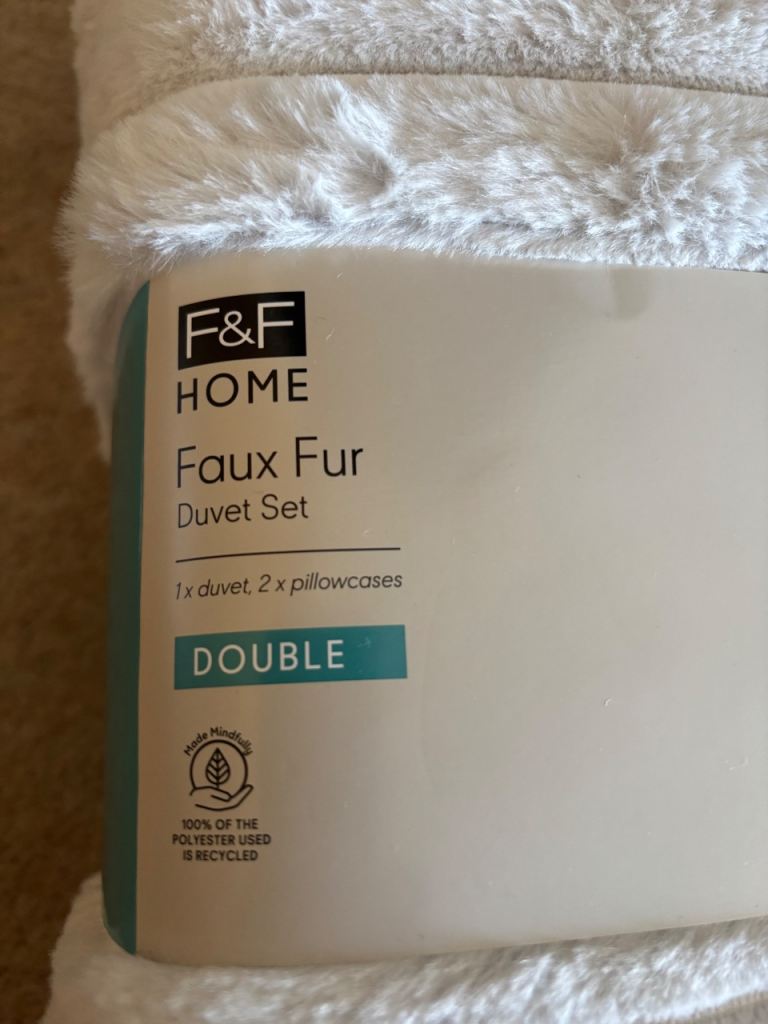 F&F
HOME
Faux Fur
Duvet Set
1 x duvet, 2 x pillowcases
DOUBLE
Made Mindfully
100% OF THE
POLYESTER USED
IS RECYCLED